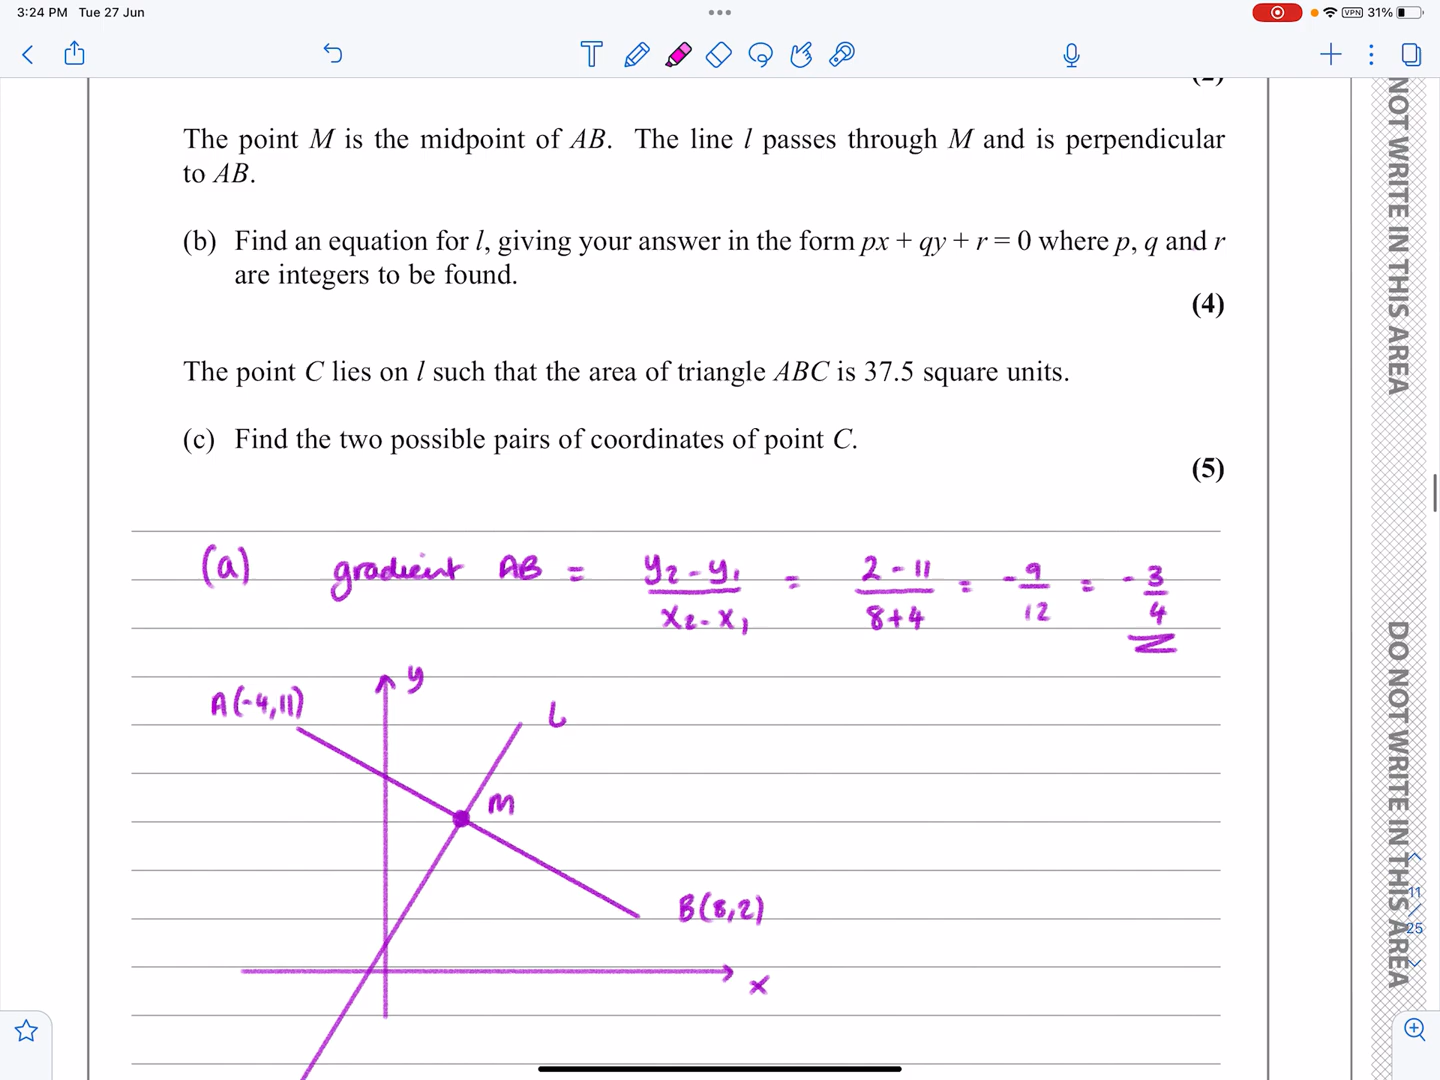 3:24 PM Tue 27 Jun
VPN 31%
The point M is the midpoint of AB. The line l passes through M and is perpendicular
to AB.
(b) Find an equation for l, giving your answer in the form px + qy + r = 0 where p, q and r
are integers to be found.
(4)
The point C lies on l such that the area of triangle ABC is 37.5 square units.
(c) Find the two possible pairs of coordinates of point C.
(5)
(a) gradient AB = y₂ - y₁ / x₂ - x₁ = 2 - 11 / 8 + 4 = - 9 / 12 = - 3 / 4
y
A(-4,11)
L
M
B(8,2)
x
NOT WRITE IN THIS AREA
DO NOT WRITE IN THIS AREA
11
25